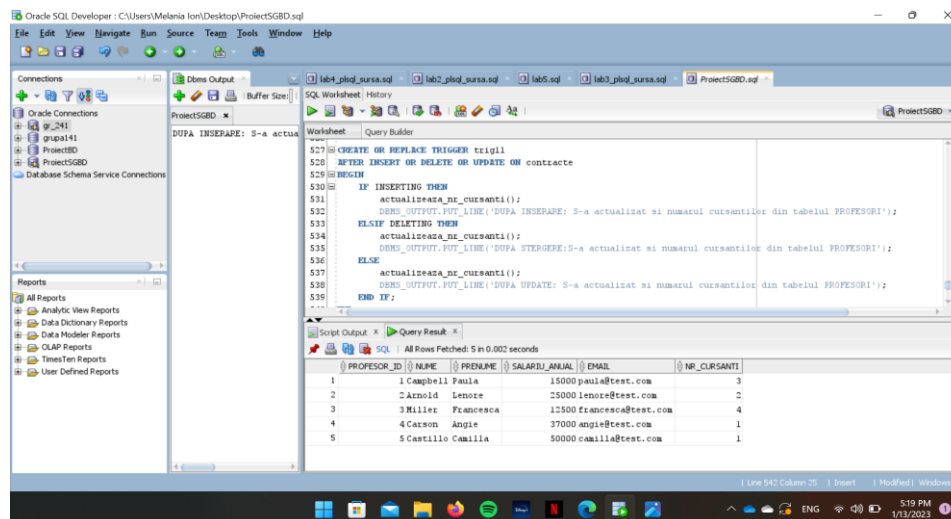 Oracle SQL Developer : C:\Users\Melania Ion\Desktop\ProiectSGBD.sql
File Edit View Navigate Run Source Team Tools Window Help
Connections
Oracle Connections
gr_241
grupa141
ProiectBD
ProiectSGBD
Database Schema Service Connections
Reports
All Reports
Analytic View Reports
Data Dictionary Reports
Data Modeler Reports
OLAP Reports
TimesTen Reports
User Defined Reports
Dbms Output
Buffer Size:
ProiectSGBD
DUPA INSERARE: S-a actua
lab4_plsql_sursa.sql lab2_plsql_sursa.sql lab5.sql lab3_plsql_sursa.sql ProiectSGBD.sql
SQL Worksheet History
ProiectSGBD
Worksheet Query Builder
527 CREATE OR REPLACE TRIGGER trig11
528 AFTER INSERT OR DELETE OR UPDATE ON contracte
529 BEGIN
530 IF INSERTING THEN
531 actualizeaza_nr_cursanti();
532 DBMS_OUTPUT.PUT_LINE('DUPA INSERARE: S-a actualizat si numarul cursantilor din tabelul PROFESORI');
533 ELSIF DELETING THEN
534 actualizeaza_nr_cursanti();
535 DBMS_OUTPUT.PUT_LINE('DUPA STERGERE:S-a actualizat si numarul cursantilor din tabelul PROFESORI');
536 ELSE
537 actualizeaza_nr_cursanti();
538 DBMS_OUTPUT.PUT_LINE('DUPA UPDATE: S-a actualizat si numarul cursantilor din tabelul PROFESORI');
539 END IF;
Script Output Query Result
SQL | All Rows Fetched: 5 in 0.002 seconds
PROFESOR_ID NUME PRENUME SALARIU_ANUAL EMAIL NR_CURSANTI
1 1 Campbell Paula 15000 paula@test.com 3
2 2 Arnold Lenore 25000 lenore@test.com 2
3 3 Miller Francesca 12500 francesca@test.com 4
4 4 Carson Angie 37000 angie@test.com 1
5 5 Castillo Camilla 50000 camilla@test.com 1
Line 542 Column 25 | Insert | Modified | Windows
ENG 5:19 PM
1/13/2023